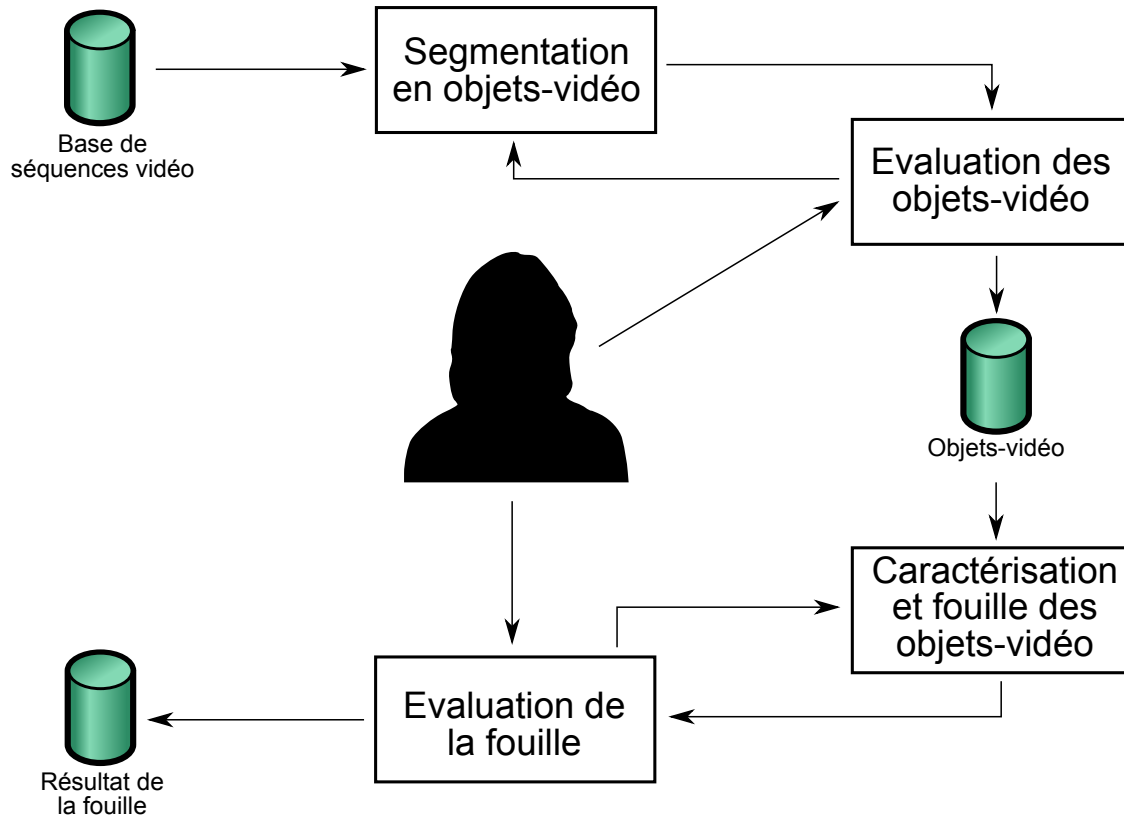 Segmentation
en objets-vidéo
Base de
séquences vidéo
Evaluation des
objets-vidéo
Objets-vidéo
Caractérisation
et fouille des
objets-vidéo
Evaluation de
la fouille
Résultat de
la fouille